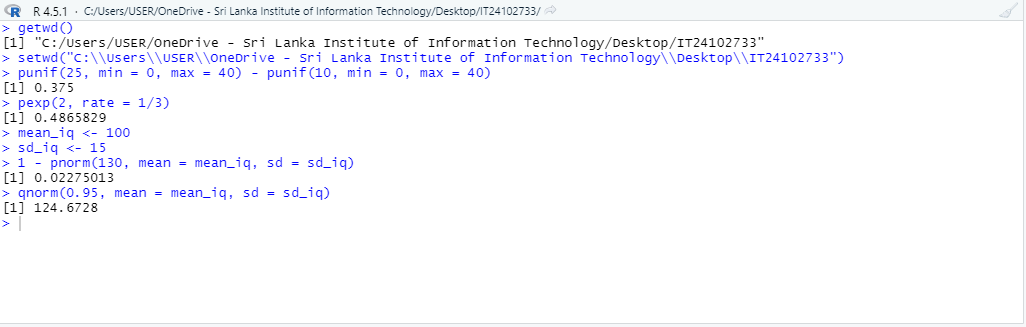 R R 4.5.1 · C:/Users/USER/OneDrive - Sri Lanka Institute of Information Technology/Desktop/IT24102733/
> getwd()
[1] "C:/Users/USER/OneDrive - Sri Lanka Institute of Information Technology/Desktop/IT24102733"
> setwd("C:\\Users\\USER\\OneDrive - Sri Lanka Institute of Information Technology\\Desktop\\IT24102733")
> punif(25, min = 0, max = 40) - punif(10, min = 0, max = 40)
[1] 0.375
> pexp(2, rate = 1/3)
[1] 0.4865829
> mean_iq <- 100
> sd_iq <- 15
> 1 - pnorm(130, mean = mean_iq, sd = sd_iq)
[1] 0.02275013
> qnorm(0.95, mean = mean_iq, sd = sd_iq)
[1] 124.6728
>